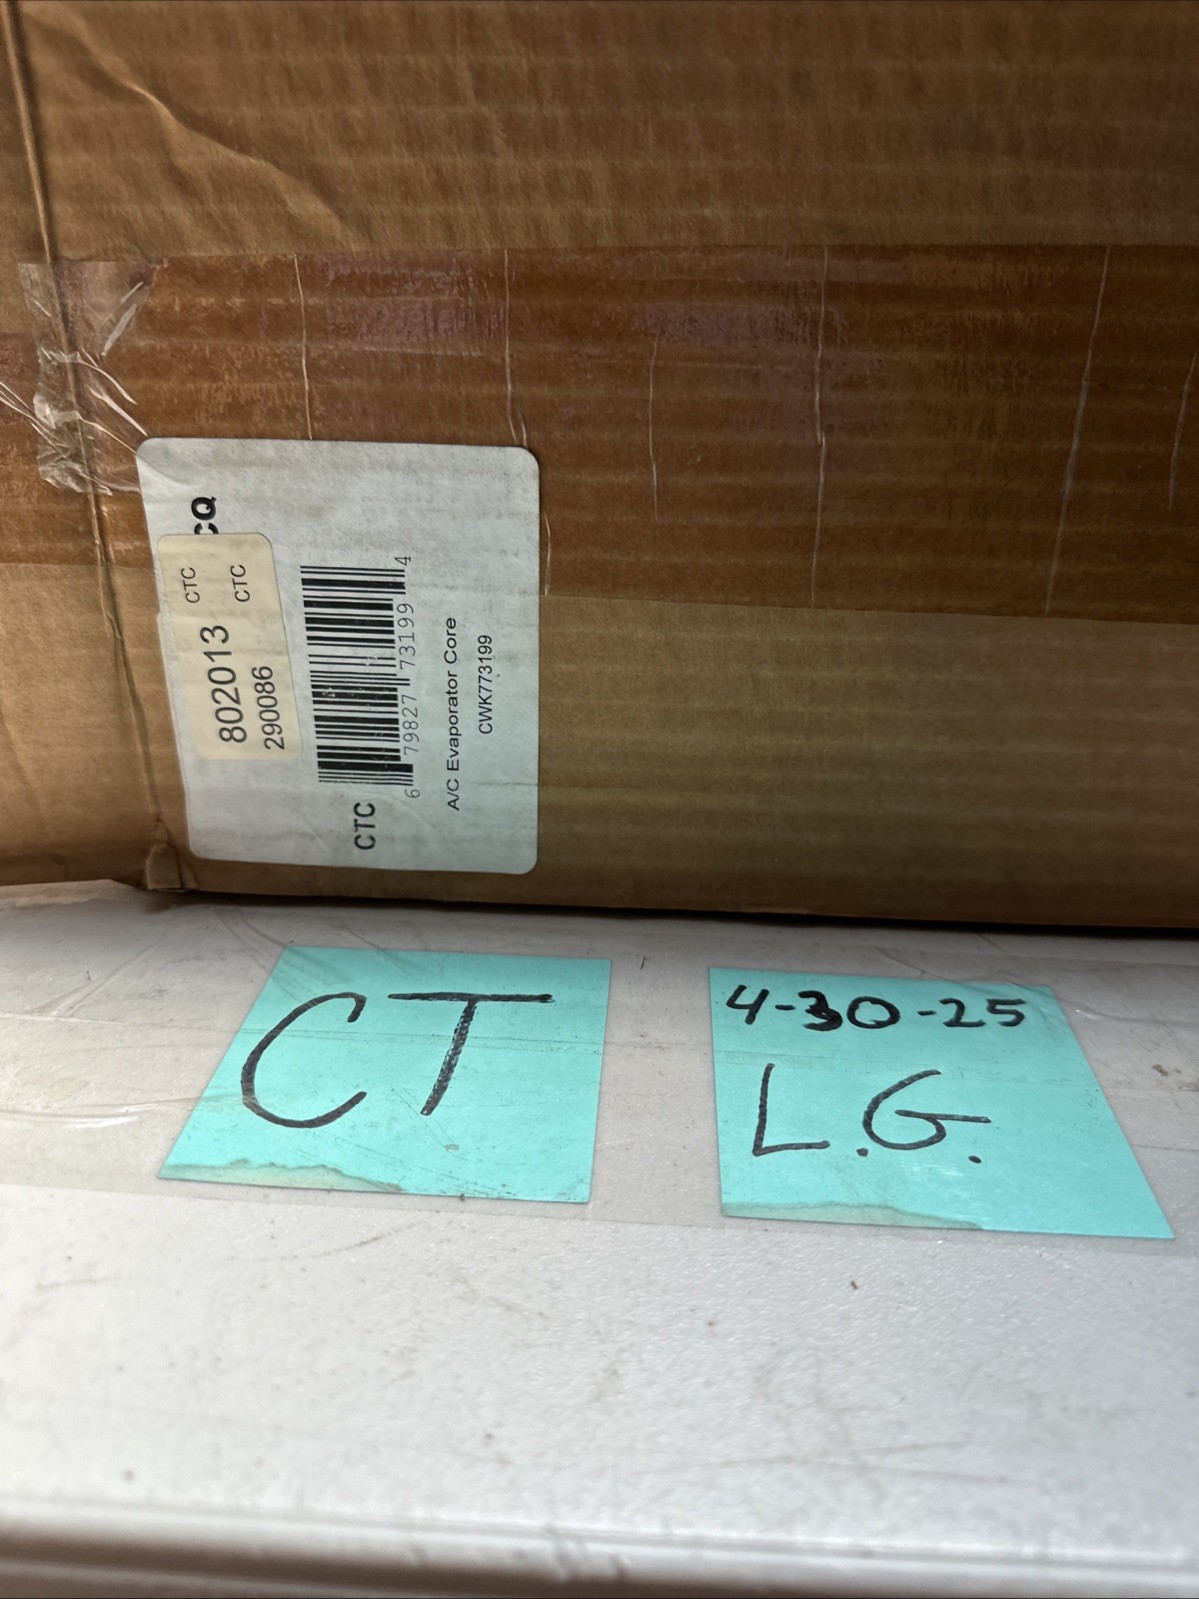 CQ
802013 CTC
290086 CTC
CTC
6 79827 73199 4
A/C Evaporator Core
CWK773199
CT
4-30-25
L.G.